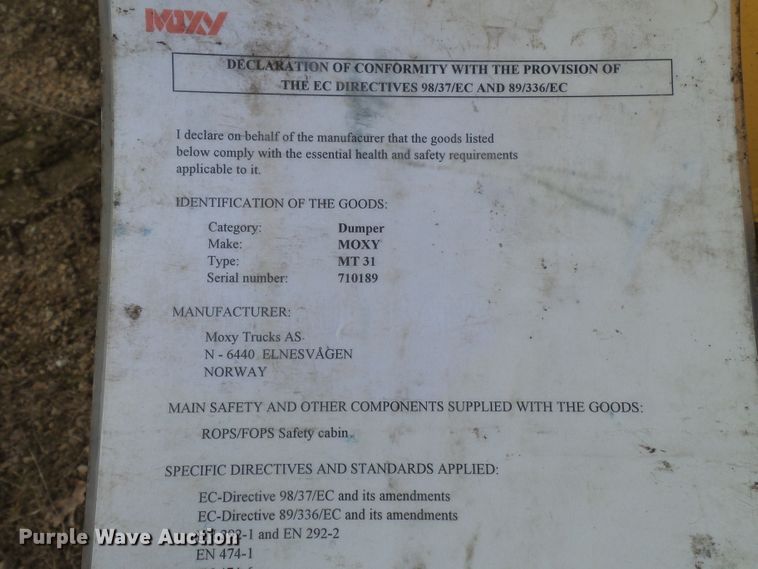 MOXY
DECLARATION OF CONFORMITY WITH THE PROVISION OF
THE EC DIRECTIVES 98/37/EC AND 89/336/EC
I declare on behalf of the manufacurer that the goods listed
below comply with the essential health and safety requirements
applicable to it.
IDENTIFICATION OF THE GOODS:
Category: Dumper
Make: MOXY
Type: MT 31
Serial number: 710189
MANUFACTURER:
Moxy Trucks AS
N - 6440 ELNESVÅGEN
NORWAY
MAIN SAFETY AND OTHER COMPONENTS SUPPLIED WITH THE GOODS:
ROPS/FOPS Safety cabin.
SPECIFIC DIRECTIVES AND STANDARDS APPLIED:
EC-Directive 98/37/EC and its amendments
EC-Directive 89/336/EC and its amendments
and EN 292-2
EN 474-1
Purple Wave Auction